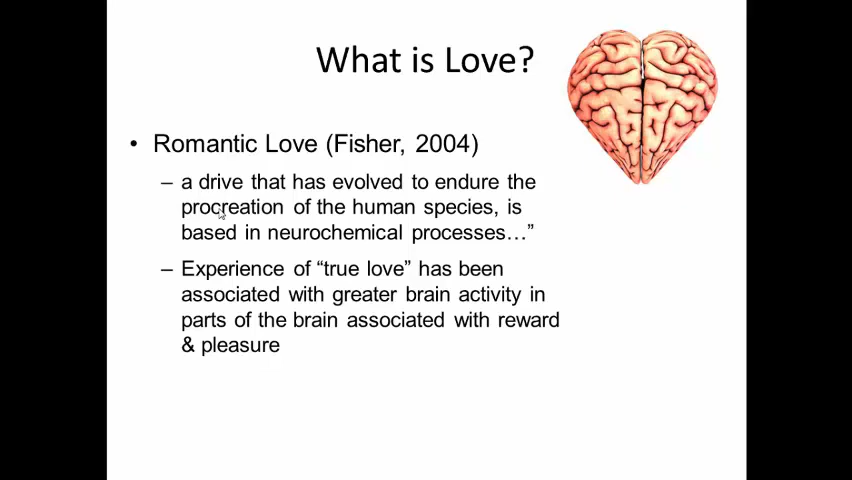 What is Love?
• Romantic Love (Fisher, 2004)
– a drive that has evolved to endure the
procreation of the human species, is
based in neurochemical processes…”
– Experience of “true love” has been
associated with greater brain activity in
parts of the brain associated with reward
& pleasure